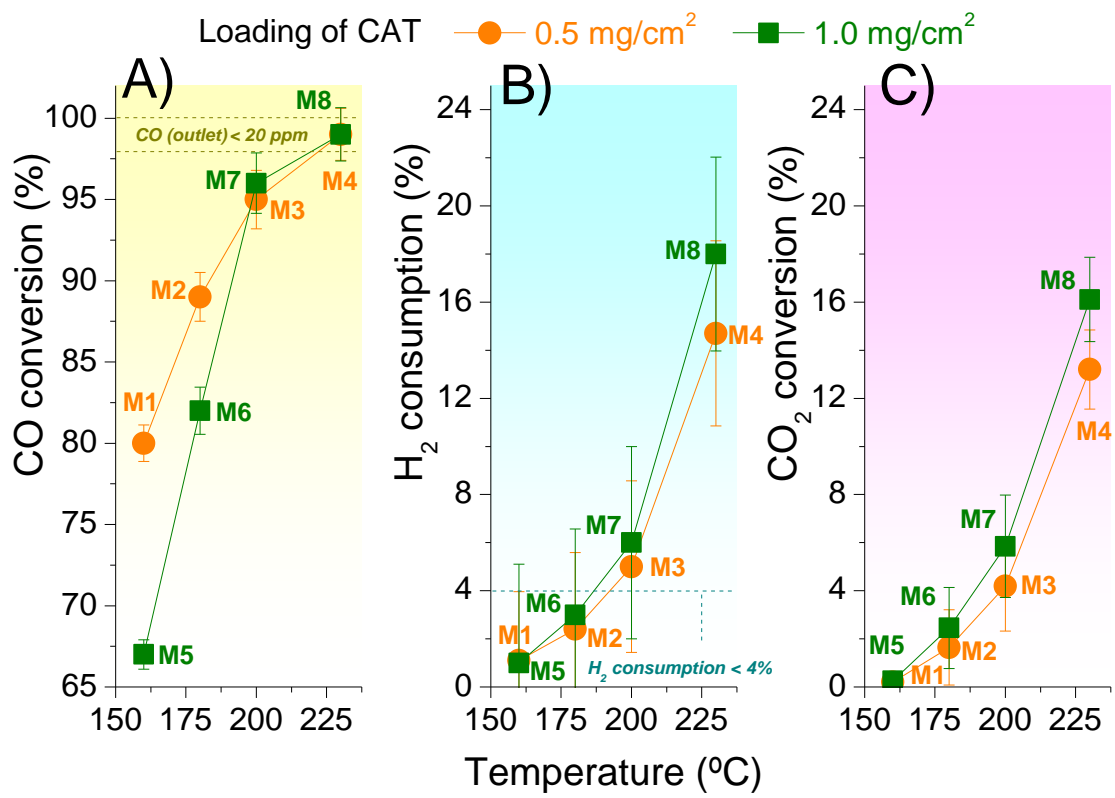 Loading of CAT 0.5 mg/cm² 1.0 mg/cm²
A)
CO conversion (%)
100
95
90
85
80
75
70
65
150 175 200 225
CO (outlet) < 20 ppm
M8
M7
M4
M3
M2
M6
M1
M5
B)
H₂ consumption (%)
24
20
16
12
8
4
0
150 175 200 225
M8
M4
M7
M3
M6
M2
M1
M5
H₂ consumption < 4%
C)
CO₂ conversion (%)
24
20
16
12
8
4
0
150 175 200 225
M8
M4
M7
M3
M6
M2
M5
M1
Temperature (ºC)